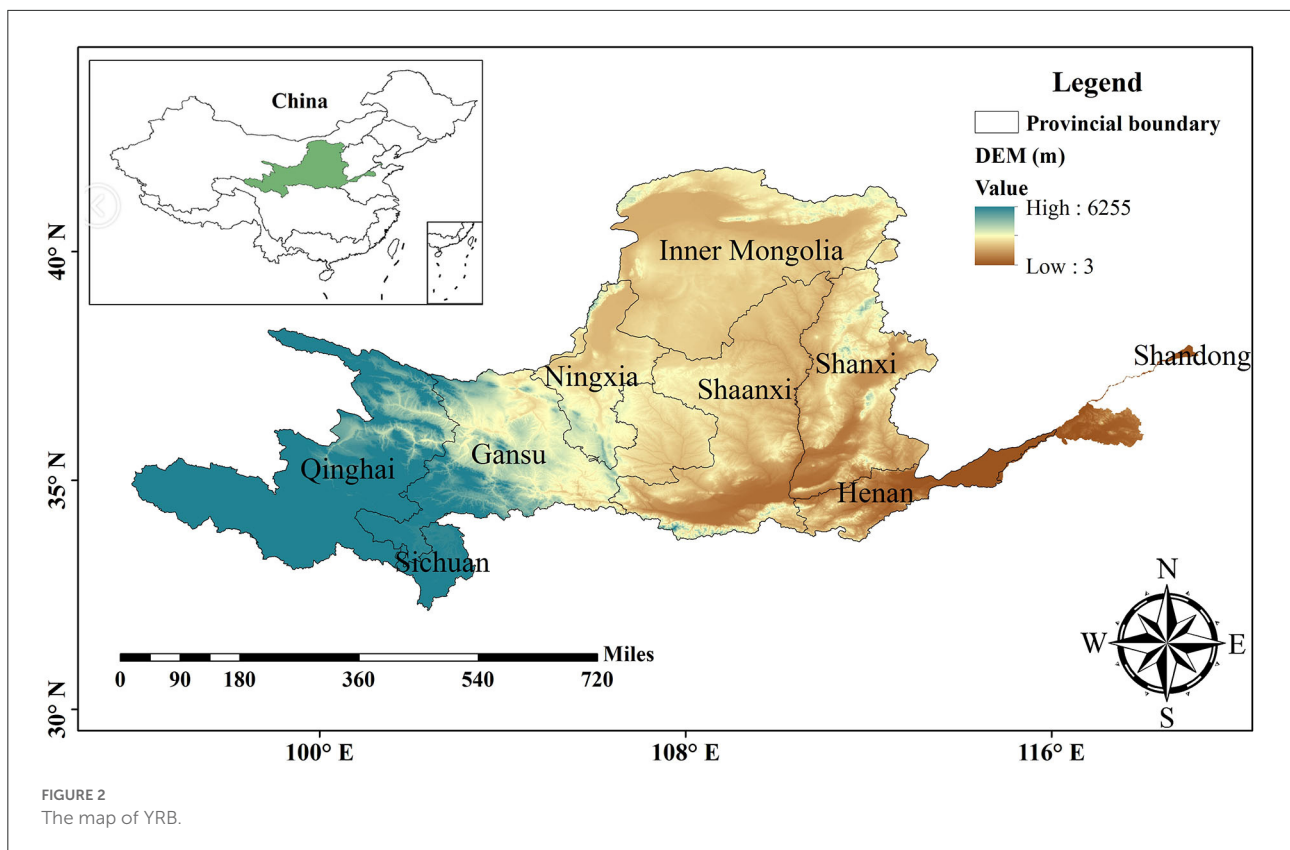 China
Legend
Provincial boundary
DEM (m)
Value
High : 6255
Low : 3
40° N
35° N
30° N
Inner Mongolia
Ningxia
Shaanxi
Shanxi
Shandong
Qinghai
Gansu
Henan
Sichuan
N
W
E
S
Miles
0 90 180 360 540 720
100° E 108° E 116° E
FIGURE 2
The map of YRB.